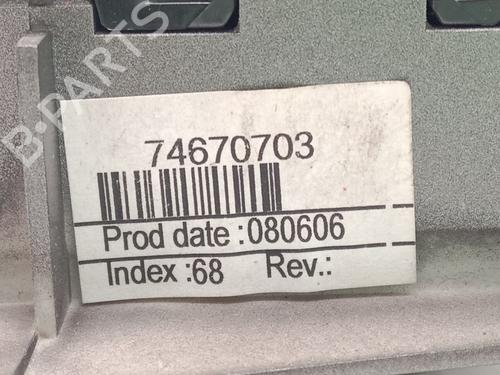 B-PARTS
74670703
Prod date :080606
Index :68 Rev.: